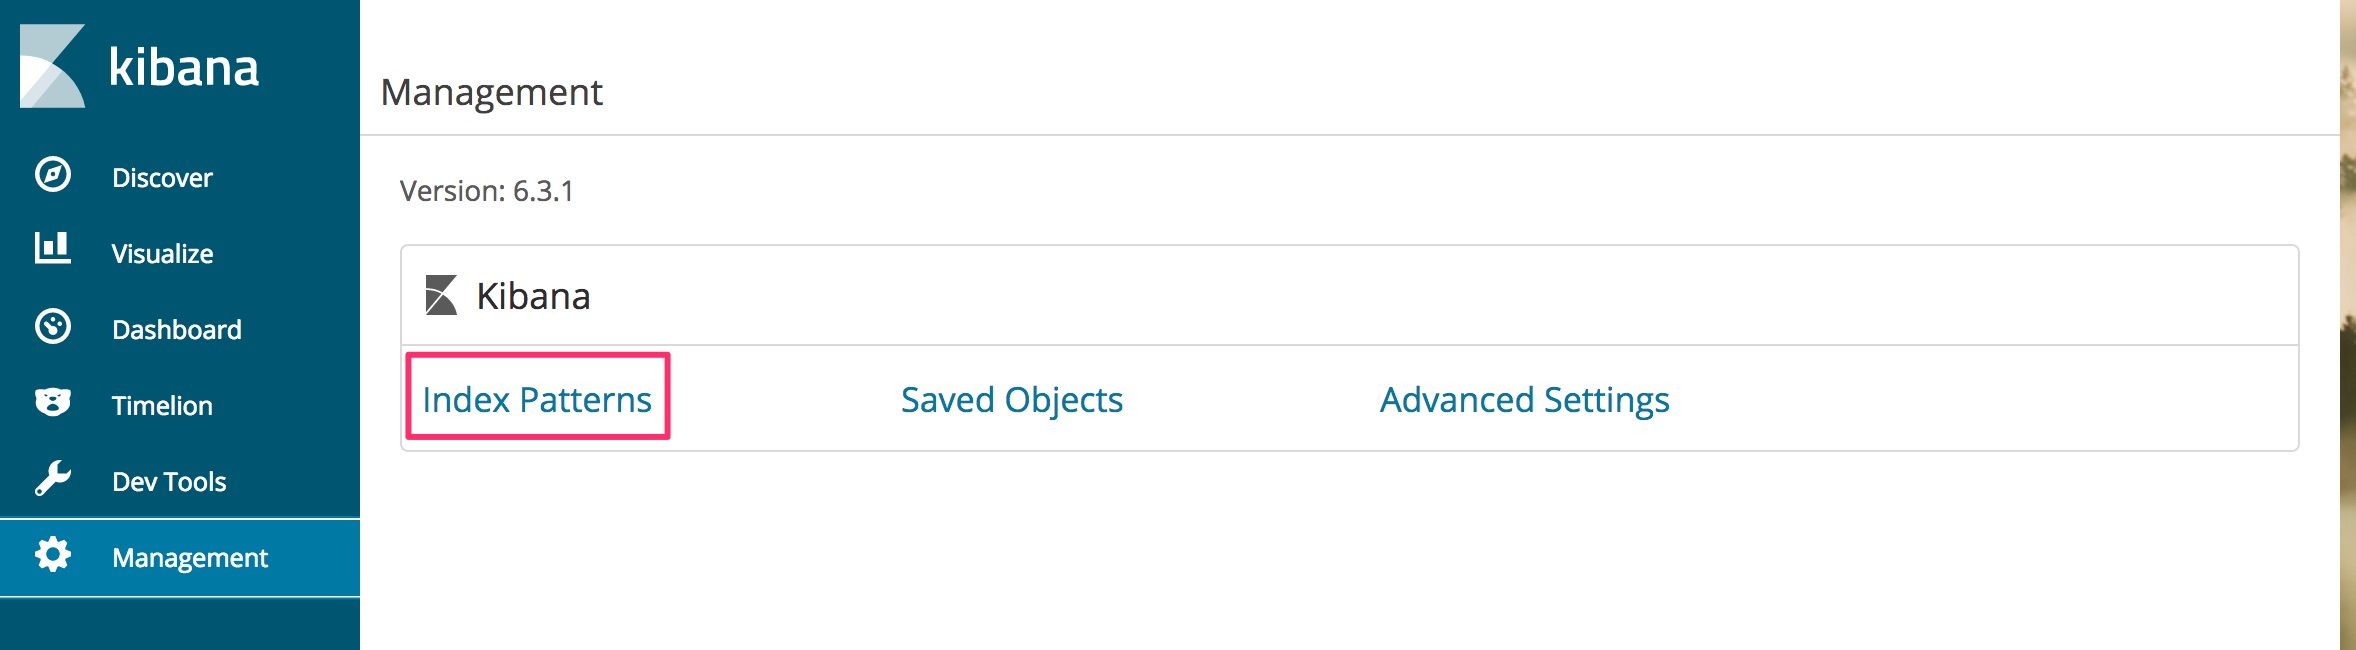 kibana
Discover
Visualize
Dashboard
Timelion
Dev Tools
Management
Management
Version: 6.3.1
Kibana
Index Patterns Saved Objects Advanced Settings